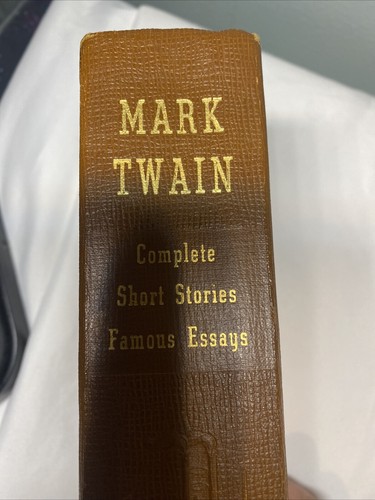 MARK
TWAIN
Complete
Short Stories
Famous Essays